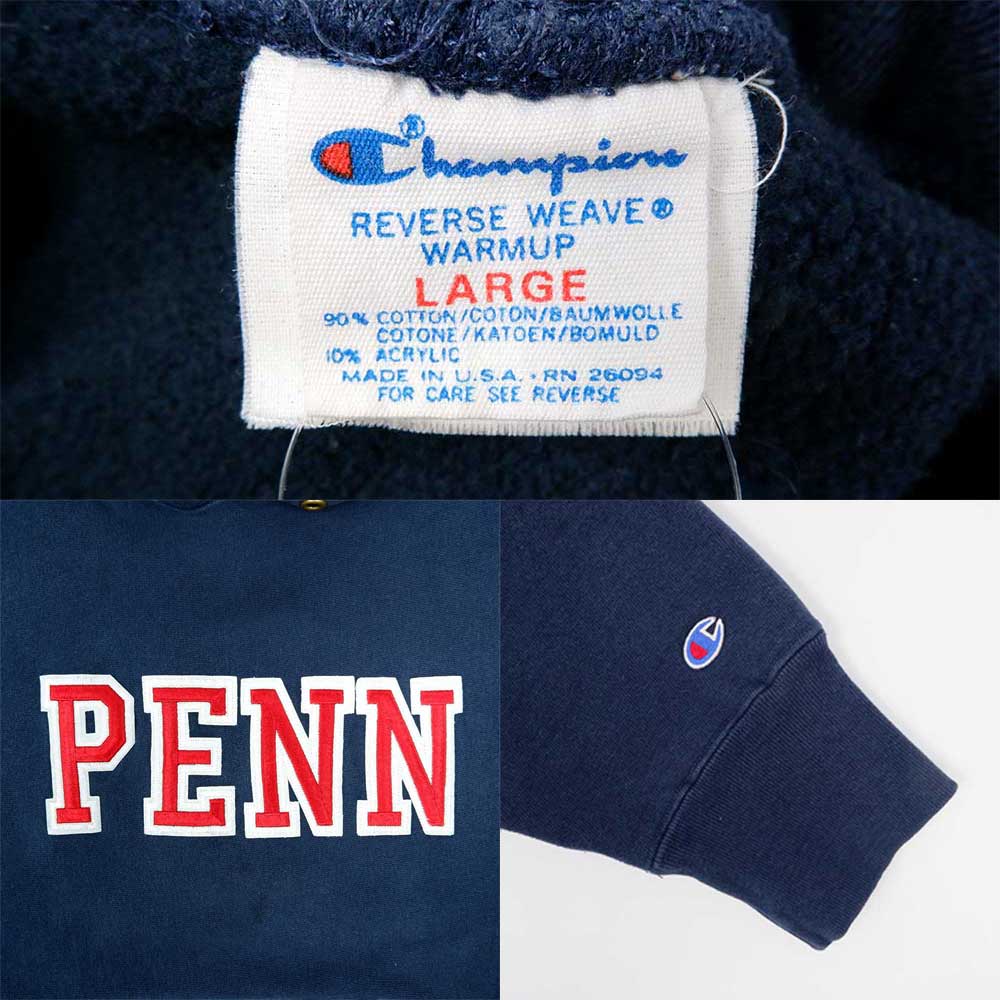 Champion®
REVERSE WEAVE®
WARMUP
LARGE
90% COTTON/COTON/BAUMWOLLE
COTONE/KATOEN/BOMULD
10% ACRYLIC
MADE IN U.S.A. · RN 26094
FOR CARE SEE REVERSE
PENN